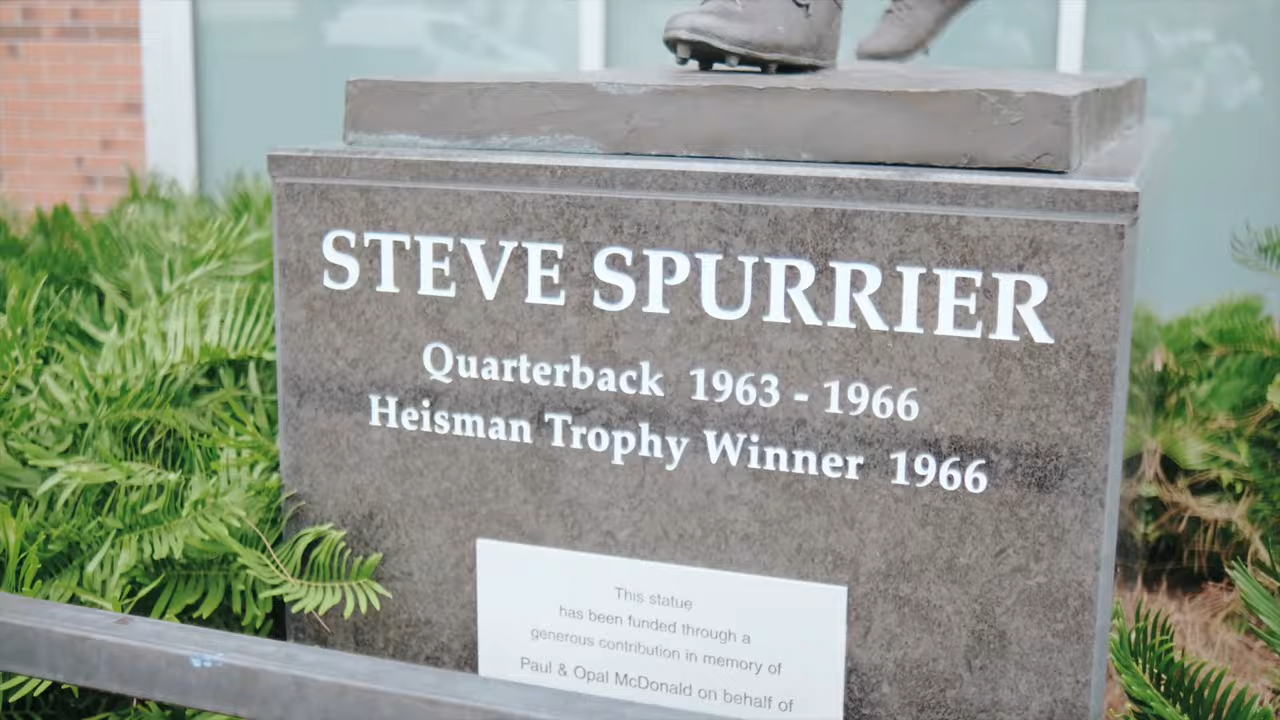 STEVE SPURRIER
Quarterback 1963 - 1966
Heisman Trophy Winner 1966
This statue
has been funded through a
generous contribution in memory of
Paul & Opal McDonald on behalf of